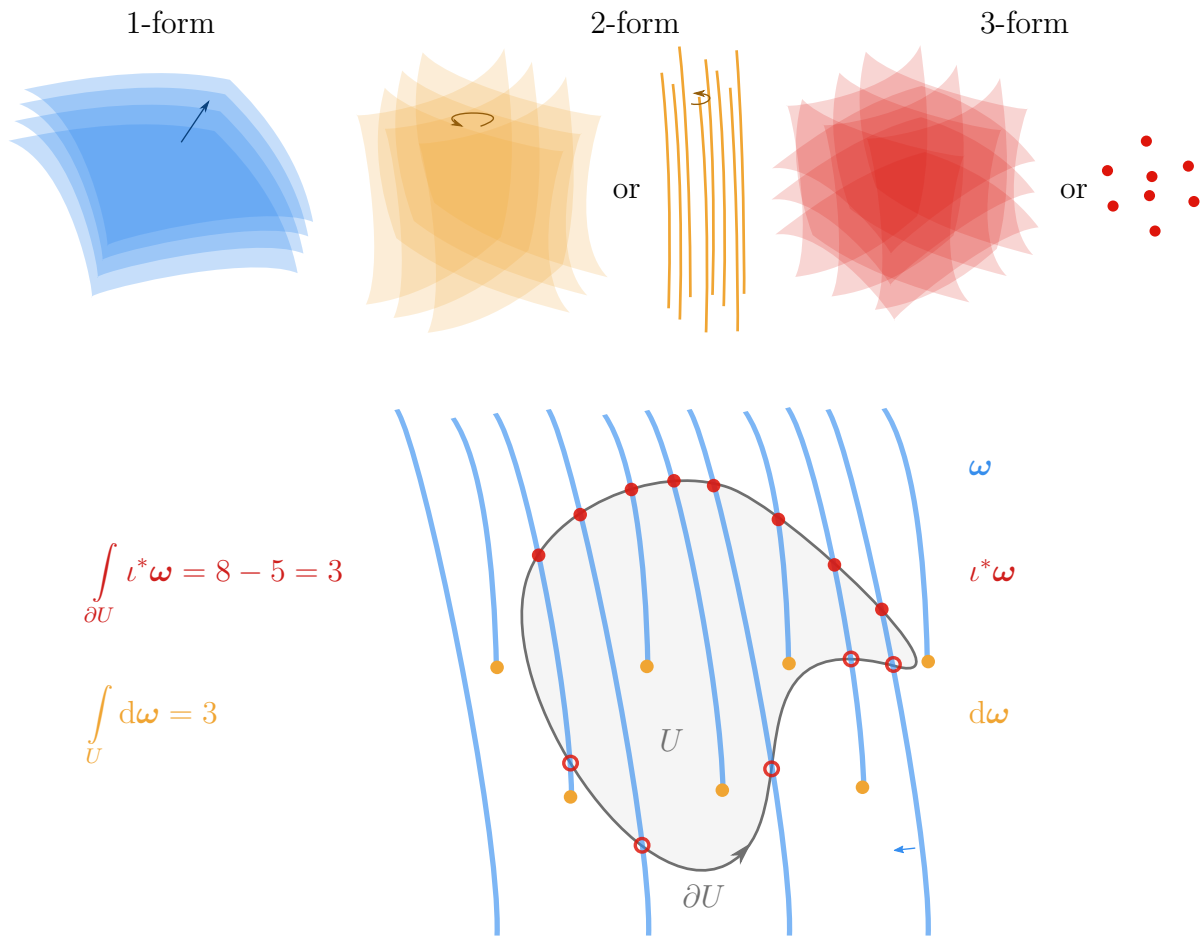 1-form
2-form
3-form
or
or
ω
∫_{∂U} ι*ω = 8 − 5 = 3
ι*ω
∫_U dω = 3
dω
U
∂U